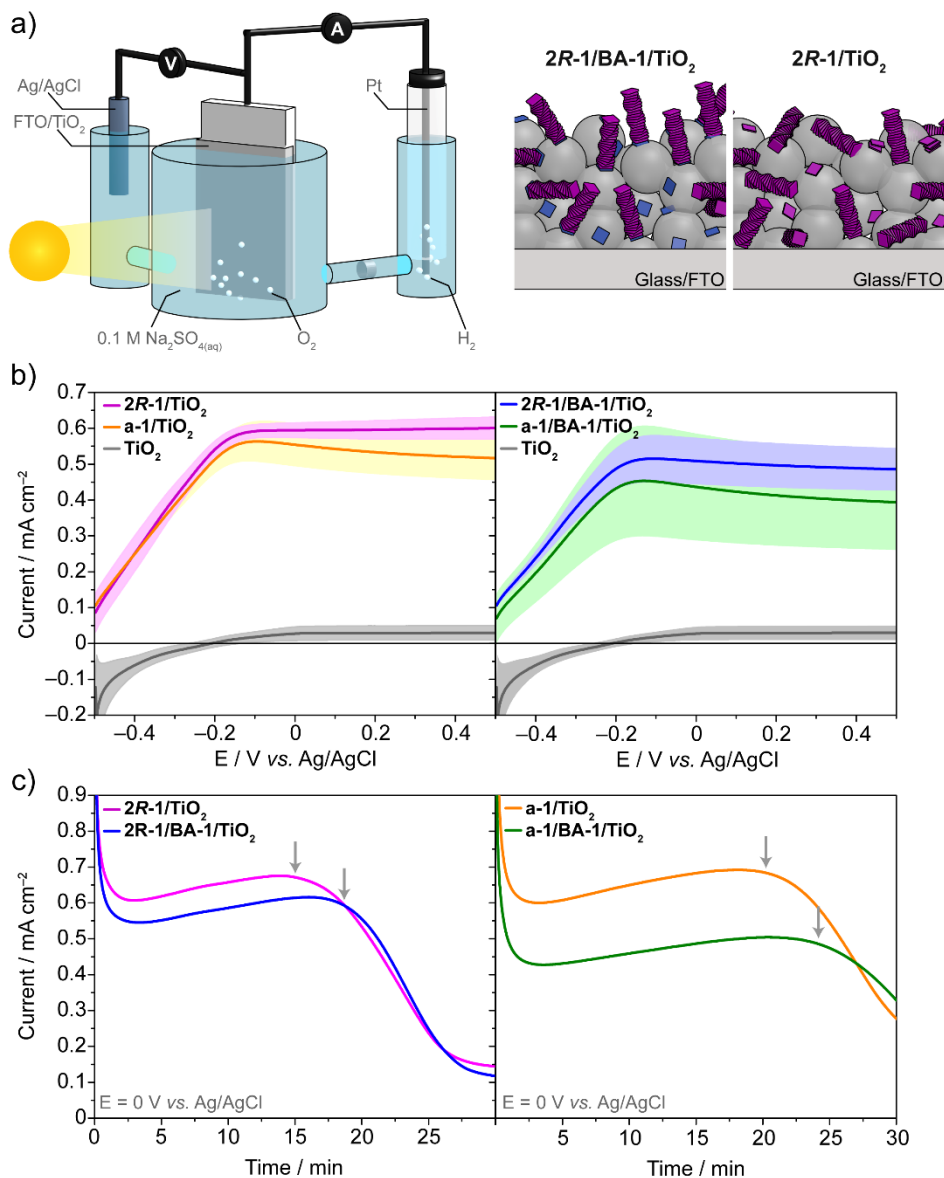 a)
V
A
Ag/AgCl
FTO/TiO₂
Pt
0.1 M Na₂SO₄(aq)
O₂
H₂
2R-1/BA-1/TiO₂
2R-1/TiO₂
Glass/FTO
Glass/FTO
b)
Current / mA cm⁻²
0.7
0.6
0.5
0.4
0.3
0.2
0.1
0
–0.1
–0.2
2R-1/TiO₂
a-1/TiO₂
TiO₂
–0.4
–0.2
0
0.2
0.4
E / V vs. Ag/AgCl
2R-1/BA-1/TiO₂
a-1/BA-1/TiO₂
TiO₂
–0.4
–0.2
0
0.2
0.4
E / V vs. Ag/AgCl
c)
Current / mA cm⁻²
0.9
0.8
0.7
0.6
0.5
0.4
0.3
0.2
0.1
0
2R-1/TiO₂
2R-1/BA-1/TiO₂
E = 0 V vs. Ag/AgCl
0
5
10
15
20
25
Time / min
a-1/TiO₂
a-1/BA-1/TiO₂
E = 0 V vs. Ag/AgCl
5
10
15
20
25
30
Time / min